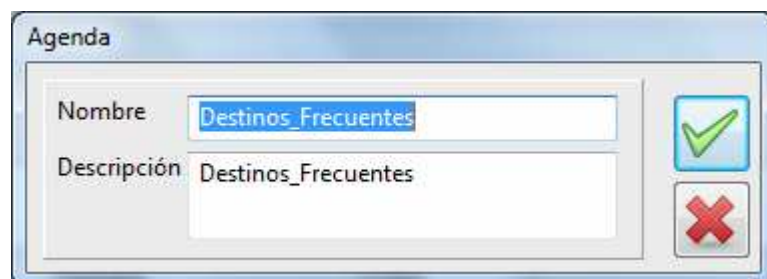 Agenda
Nombre
Destinos_Frecuentes
Descripción
Destinos_Frecuentes